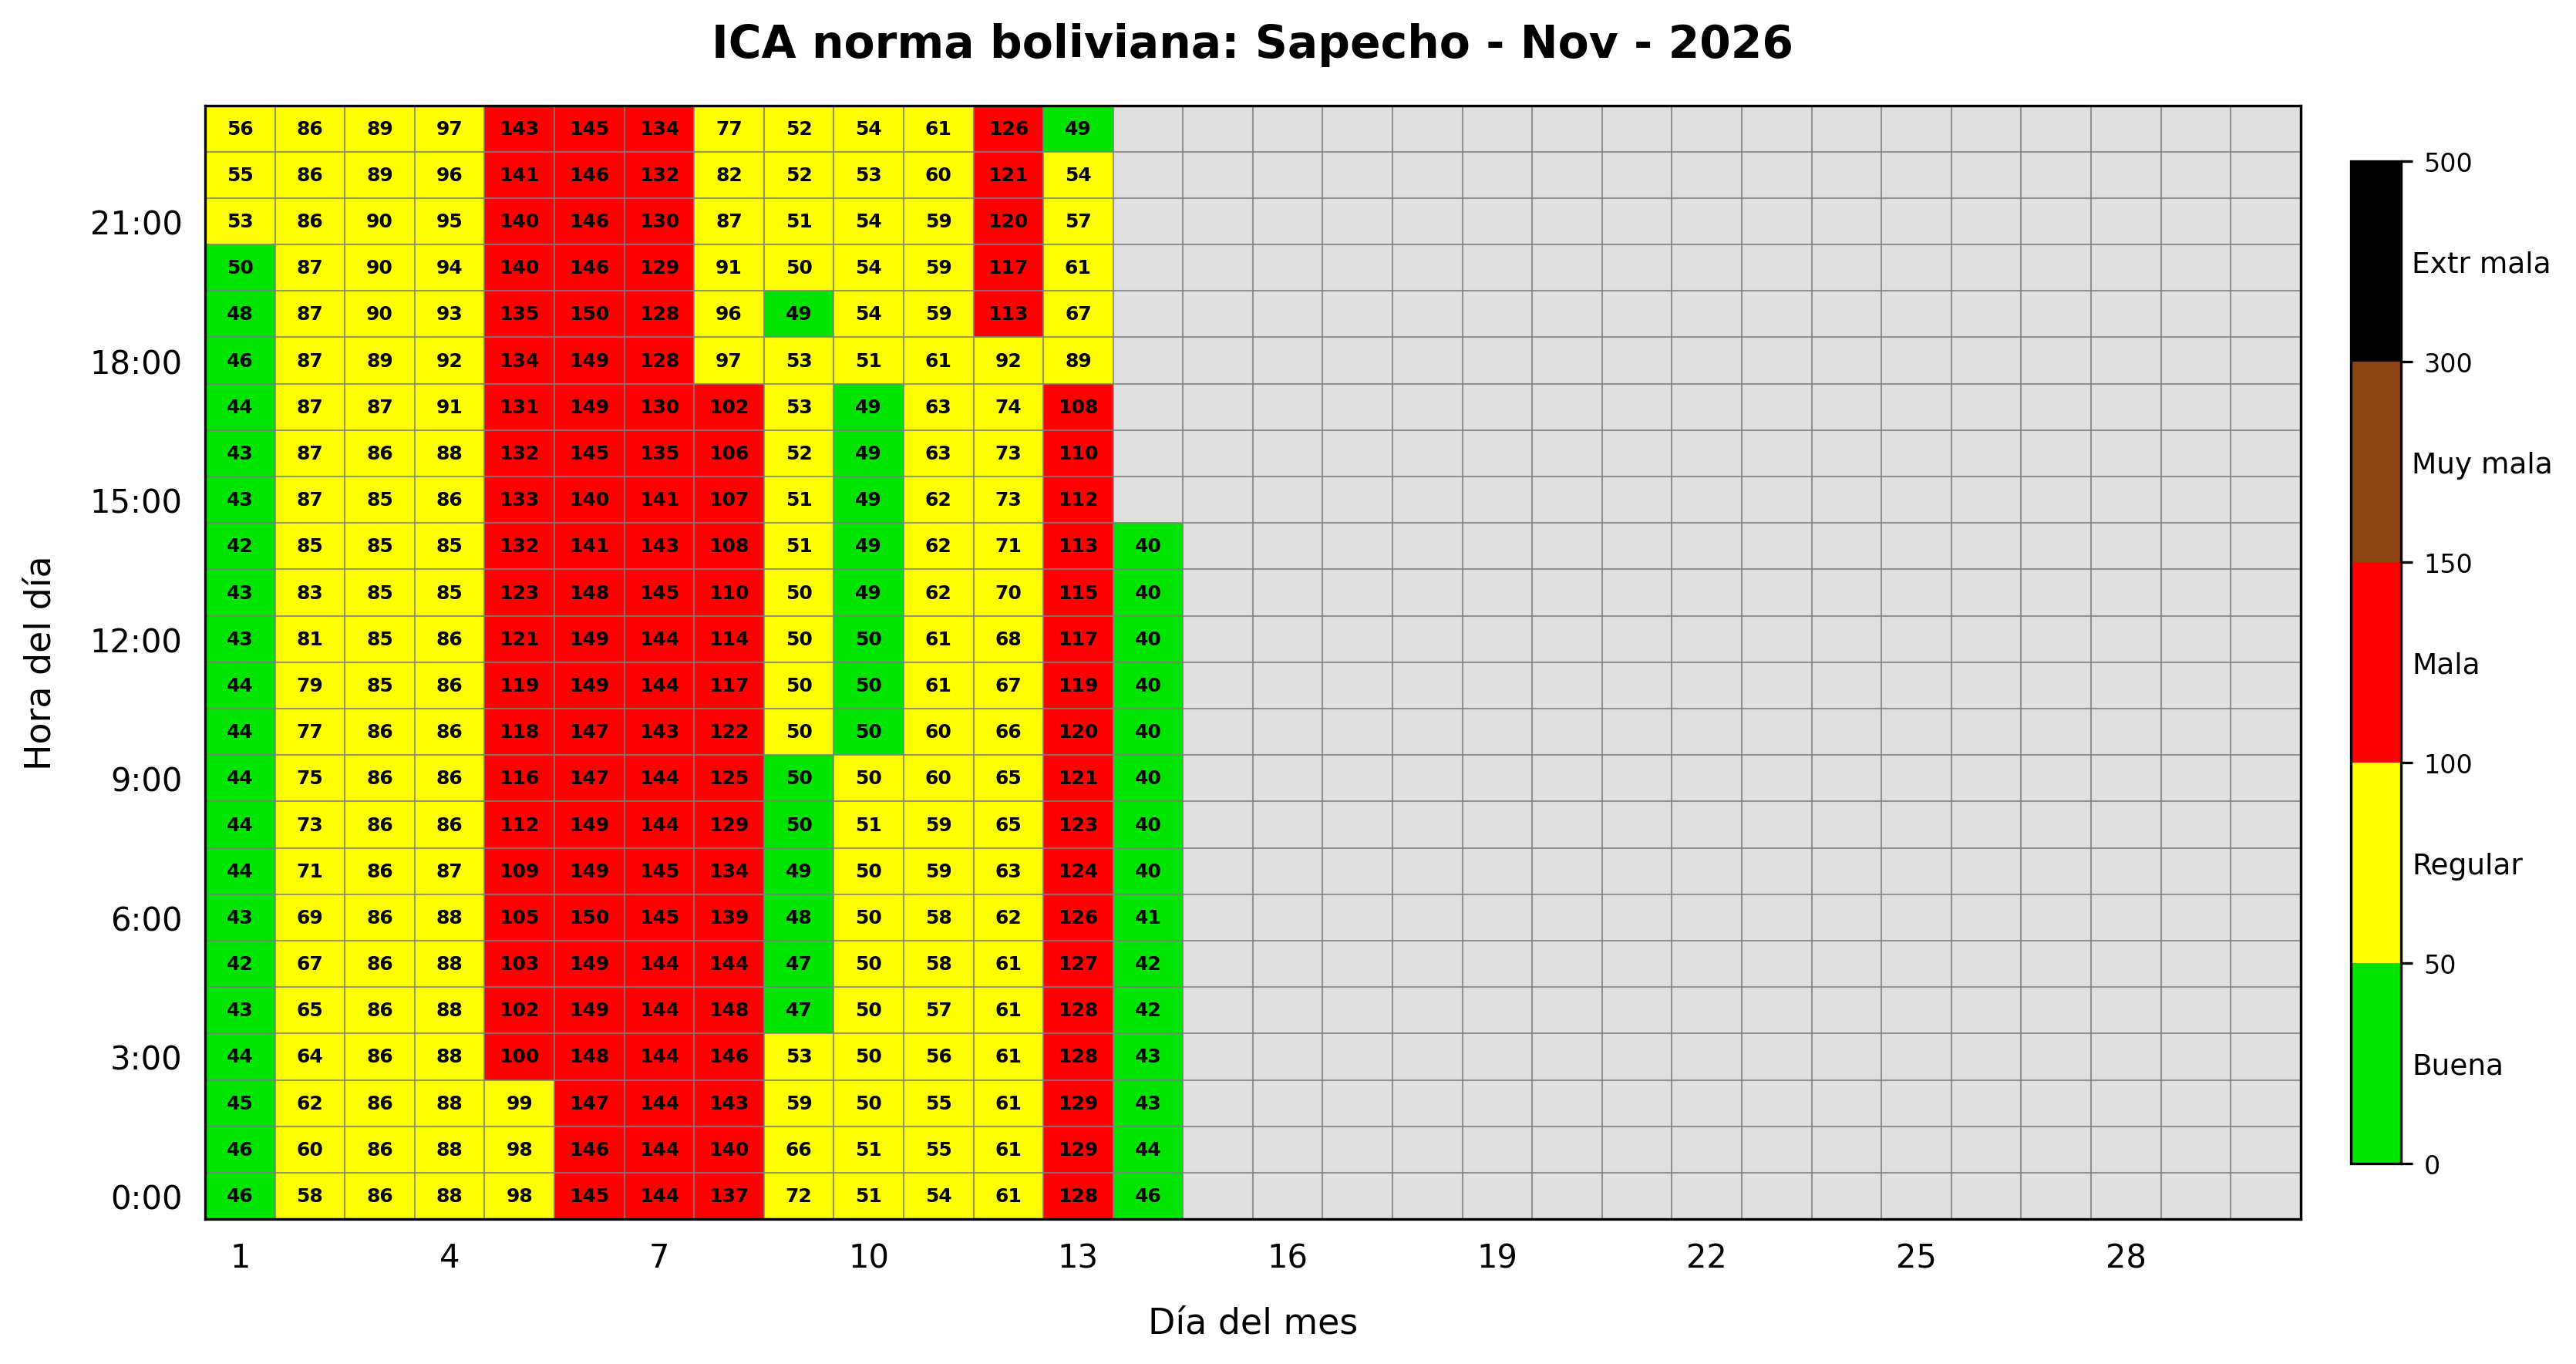 ICA norma boliviana: Sapecho - Nov - 2026
56 86 89 97 143 145 134 77 52 54 61 126 49
55 86 89 96 141 146 132 82 52 53 60 121 54
21:00 53 86 90 95 140 146 130 87 51 54 59 120 57
50 87 90 94 140 146 129 91 50 54 59 117 61
48 87 90 93 135 150 128 96 49 54 59 113 67
18:00 46 87 89 92 134 149 128 97 53 51 61 92 89
44 87 87 91 131 149 130 102 53 49 63 74 108
43 87 86 88 132 145 135 106 52 49 63 73 110
15:00 43 87 85 86 133 140 141 107 51 49 62 73 112
42 85 85 85 132 141 143 108 51 49 62 71 113 40
43 83 85 85 123 148 145 110 50 49 62 70 115 40
12:00 43 81 85 86 121 149 144 114 50 50 61 68 117 40
44 79 85 86 119 149 144 117 50 50 61 67 119 40
44 77 86 86 118 147 143 122 50 50 60 66 120 40
9:00 44 75 86 86 116 147 144 125 50 50 60 65 121 40
44 73 86 86 112 149 144 129 50 51 59 65 123 40
44 71 86 87 109 149 145 134 49 50 59 63 124 40
6:00 43 69 86 88 105 150 145 139 48 50 58 62 126 41
42 67 86 88 103 149 144 144 47 50 58 61 127 42
43 65 86 88 102 149 144 148 47 50 57 61 128 42
3:00 44 64 86 88 100 148 144 146 53 50 56 61 128 43
45 62 86 88 99 147 144 143 59 50 55 61 129 43
46 60 86 88 98 146 144 140 66 51 55 61 129 44
0:00 46 58 86 88 98 145 144 137 72 51 54 61 128 46
1 4 7 10 13 16 19 22 25 28
Día del mes
Hora del día
500
Extr mala
300
Muy mala
150
Mala
100
Regular
50
Buena
0